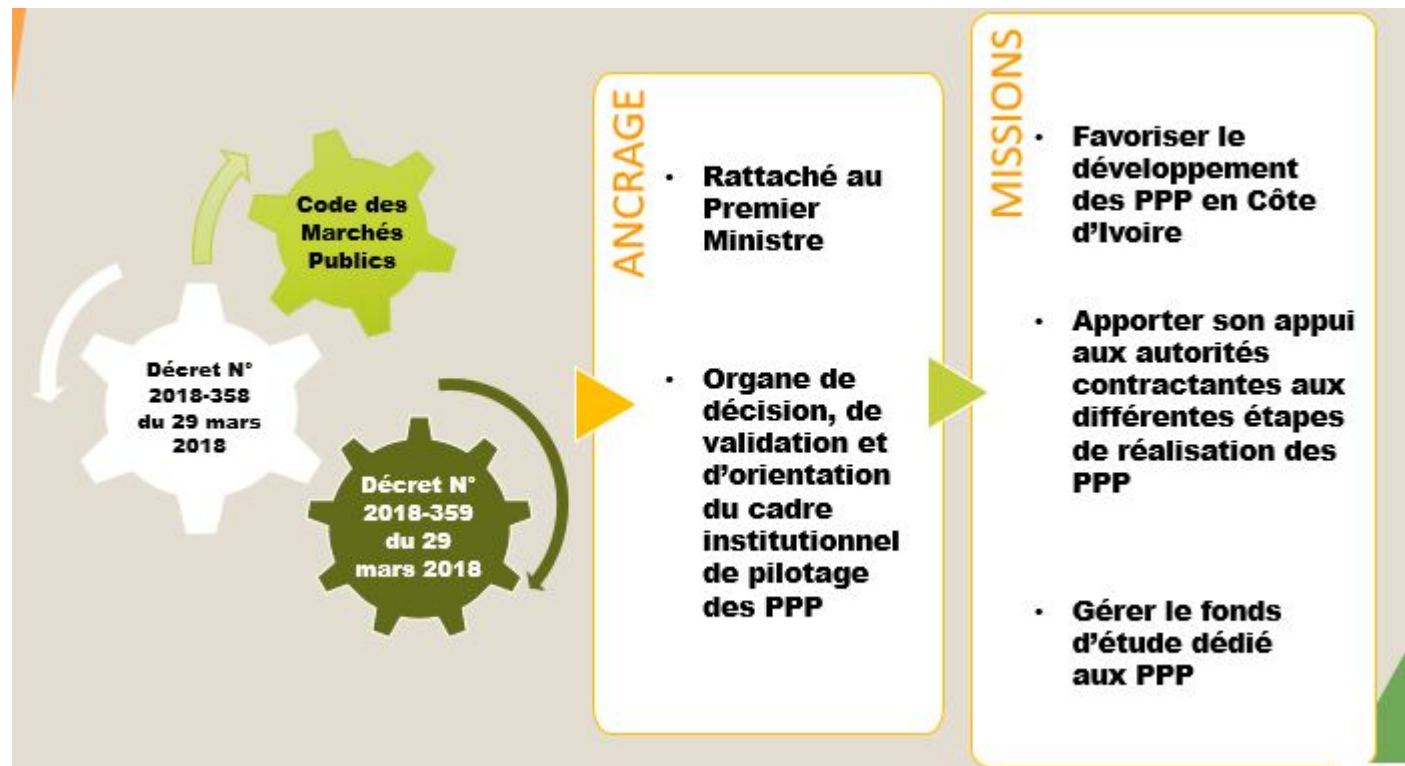 Code des
Marchés
Publics
Décret N°
2018-358
du 29 mars
2018
Décret N°
2018-359
du 29
mars 2018
ANCRAGE
• Rattaché au
Premier
Ministre
• Organe de
décision, de
validation et
d’orientation
du cadre
institutionnel
de pilotage
des PPP
MISSIONS
• Favoriser le
développement
des PPP en Côte
d’Ivoire
• Apporter son appui
aux autorités
contractantes aux
différentes étapes
de réalisation des
PPP
• Gérer le fonds
d’étude dédié
aux PPP